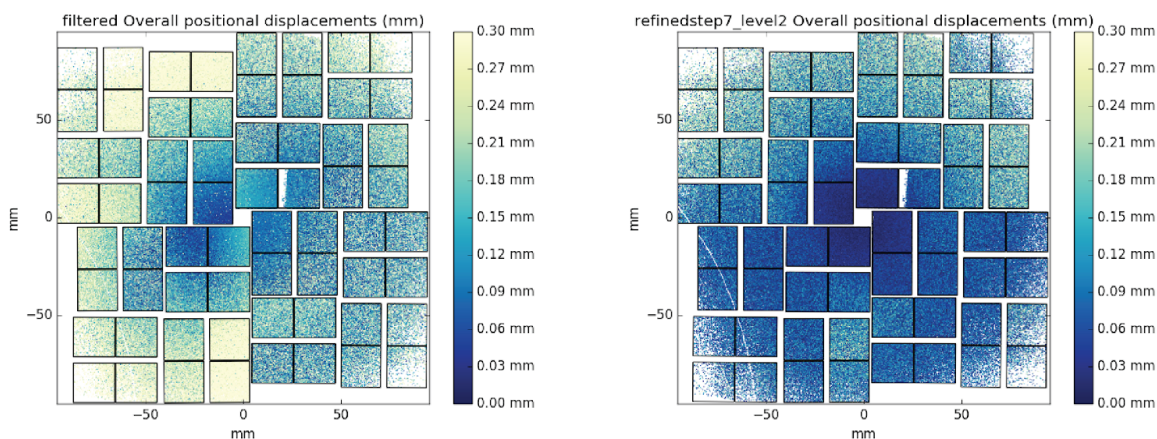 filtered Overall positional displacements (mm)
0.30 mm
0.27 mm
0.24 mm
0.21 mm
0.18 mm
0.15 mm
0.12 mm
0.09 mm
0.06 mm
0.03 mm
0.00 mm
50
0
−50
mm
−50
0
50
mm
refinedstep7_level2 Overall positional displacements (mm)
0.30 mm
0.27 mm
0.24 mm
0.21 mm
0.18 mm
0.15 mm
0.12 mm
0.09 mm
0.06 mm
0.03 mm
0.00 mm
50
0
−50
mm
−50
0
50
mm